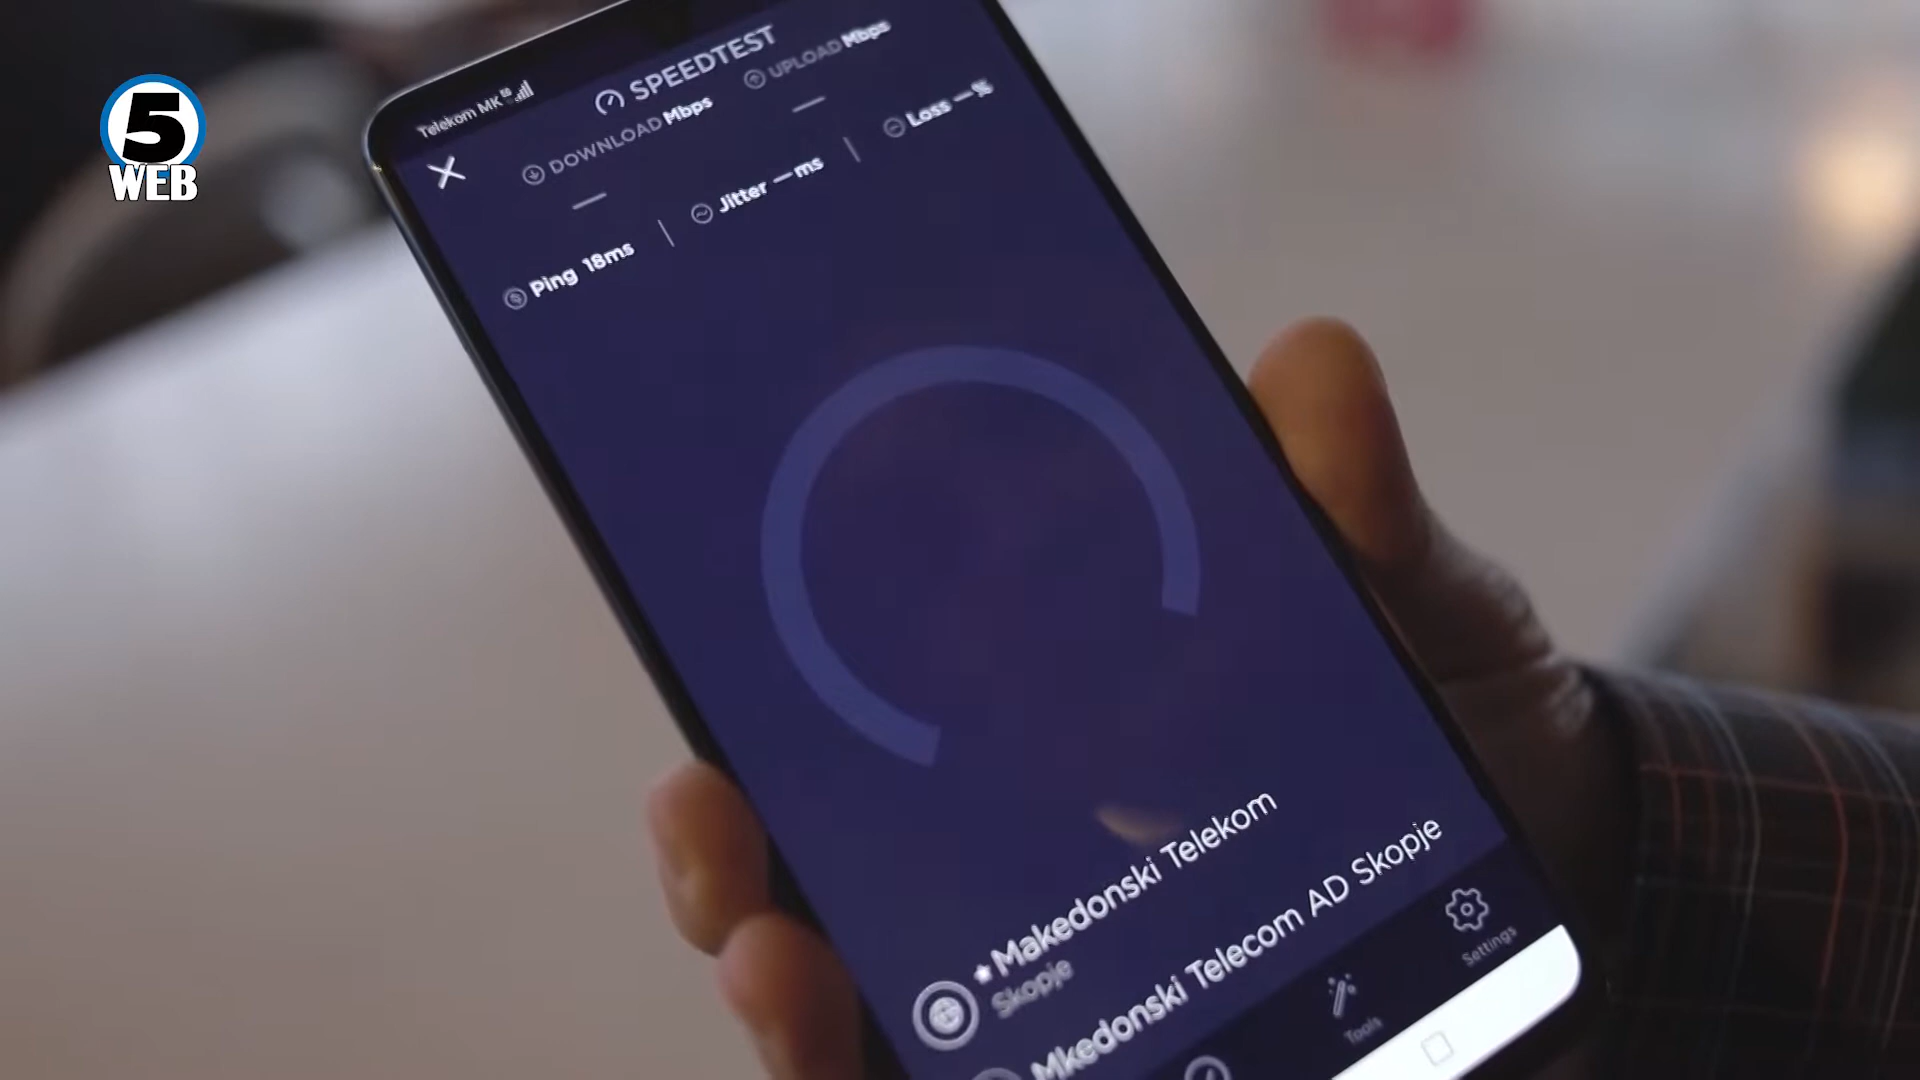 5
WEB
Telekom MK
SPEEDTEST
DOWNLOAD Mbps
UPLOAD Mbps
Ping 18ms
Jitter — ms
Loss — %
Makedonski Telekom
Skopje
Mkedonski Telecom AD Skopje
Tools
Settings